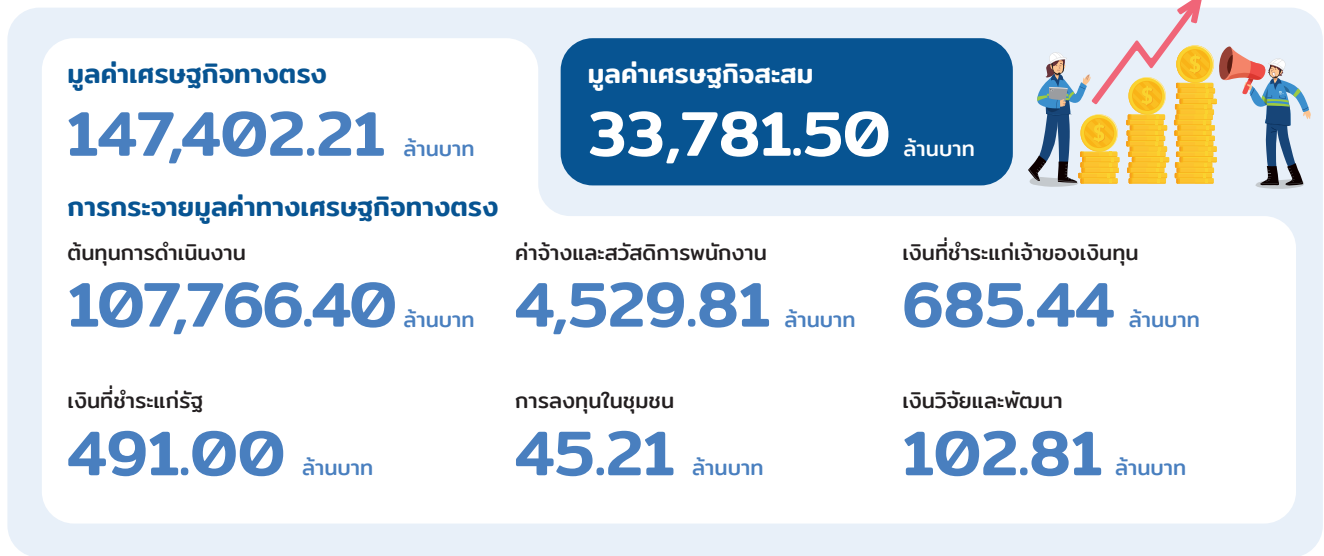 มูลค่าเศรษฐกิจทางตรง
147,402.21 ล้านบาท
มูลค่าเศรษฐกิจสะสม
33,781.50 ล้านบาท
การกระจายมูลค่าทางเศรษฐกิจทางตรง
ต้นทุนการดำเนินงาน
107,766.40 ล้านบาท
ค่าจ้างและสวัสดิการพนักงาน
4,529.81 ล้านบาท
เงินที่ชำระแก่เจ้าของเงินทุน
685.44 ล้านบาท
เงินที่ชำระแก่รัฐ
491.00 ล้านบาท
การลงทุนในชุมชน
45.21 ล้านบาท
เงินวิจัยและพัฒนา
102.81 ล้านบาท